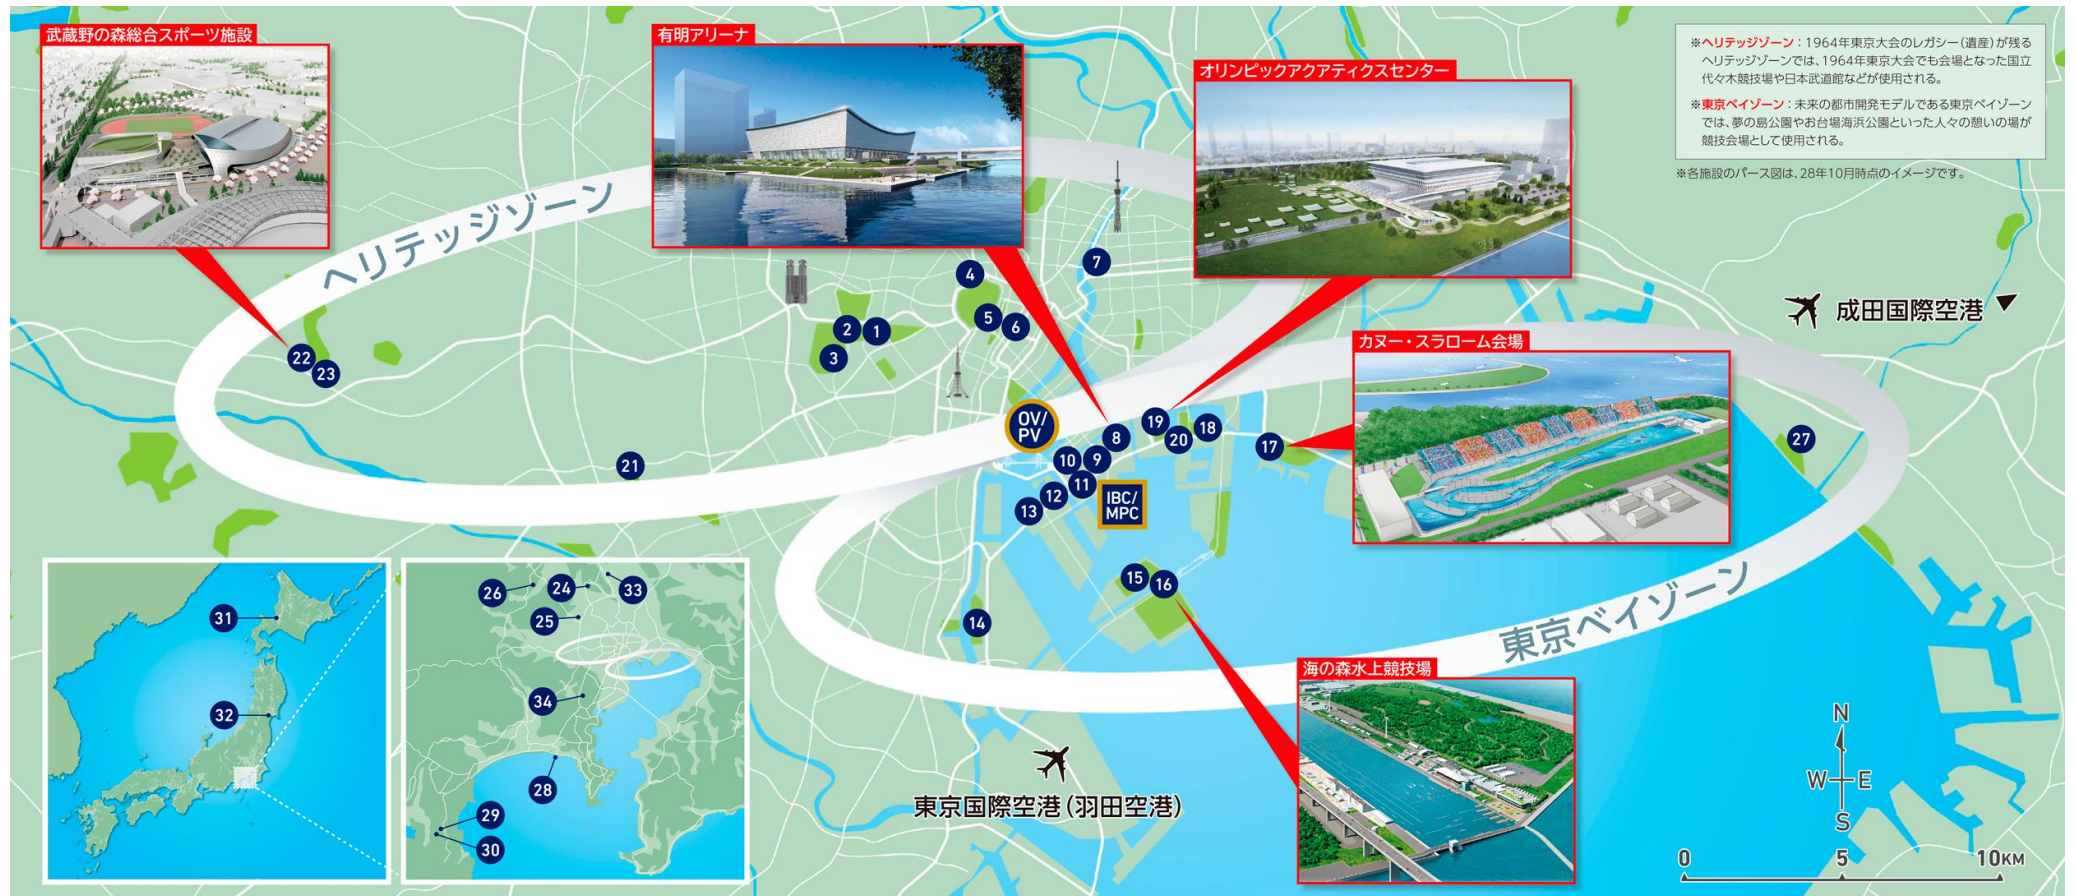 武蔵野の森総合スポーツ施設
有明アリーナ
オリンピックアクアティクスセンター
※ヘリテッジゾーン：1964年東京大会のレガシー（遺産）が残る
ヘリテッジゾーンでは、1964年東京大会でも会場となった国立
代々木競技場や日本武道館などが使用される。
※東京ベイゾーン：未来の都市開発モデルである東京ベイゾーン
では、夢の島公園やお台場海浜公園といった人々の憩いの場が
競技会場として使用される。
※各施設のパース図は、28年10月時点のイメージです。
ヘリテッジゾーン
4
7
5
6
2
1
3
22
23
成田国際空港
カヌー・スラローム会場
OV/
PV
19
18
20
8
17
27
10
9
21
11
12
13
IBC/
MPC
15
16
14
東京ベイゾーン
海の森水上競技場
31
32
26
24
33
25
34
28
29
30
東京国際空港（羽田空港）
N
W
E
S
0
5
10KM